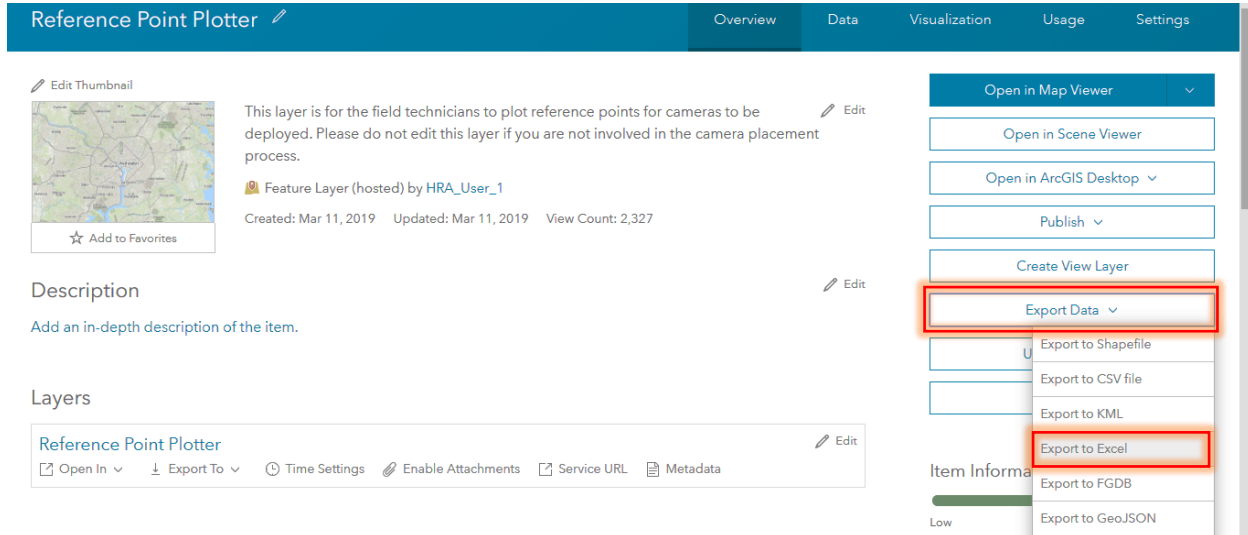 Reference Point Plotter
Overview
Data
Visualization
Usage
Settings
Edit Thumbnail
Add to Favorites
This layer is for the field technicians to plot reference points for cameras to be
deployed. Please do not edit this layer if you are not involved in the camera placement
process.
Edit
Feature Layer (hosted) by HRA_User_1
Created: Mar 11, 2019 Updated: Mar 11, 2019 View Count: 2,327
Description
Edit
Add an in-depth description of the item.
Layers
Reference Point Plotter
Edit
Open In
Export To
Time Settings
Enable Attachments
Service URL
Metadata
Open in Map Viewer
Open in Scene Viewer
Open in ArcGIS Desktop
Publish
Create View Layer
Export Data
U
Export to Shapefile
Export to CSV file
Export to KML
Export to Excel
Export to FGDB
Export to GeoJSON
Item Informa
Low